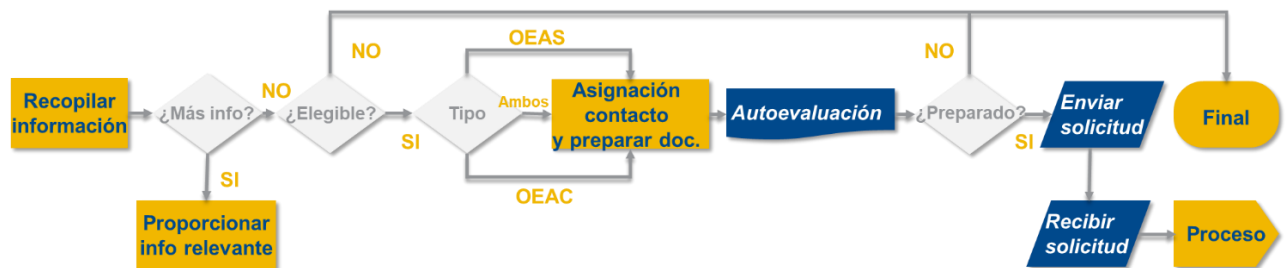 Recopilar
información
¿Más info?
NO
SI
Proporcionar
info relevante
¿Elegible?
NO
SI
Tipo
OEAS
Ambos
OEAC
Asignación
contacto
y preparar doc.
Autoevaluación
¿Preparado?
NO
SI
Enviar
solicitud
Recibir
solicitud
Proceso
Final